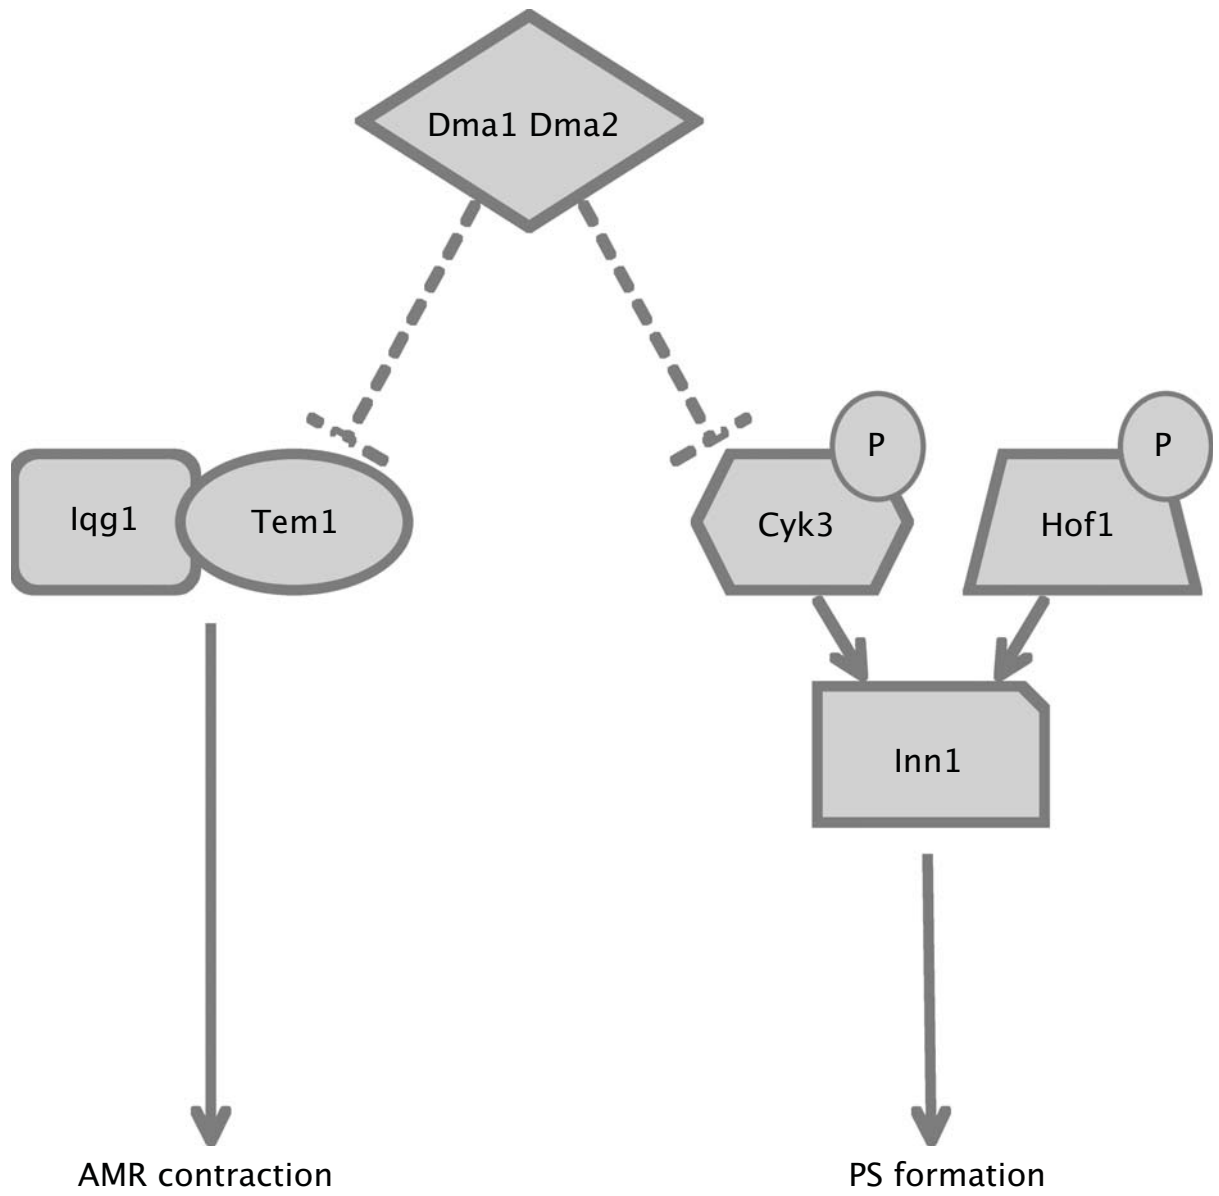 Dma1 Dma2
P
P
Iqg1
Tem1
Cyk3
Hof1
Inn1
AMR contraction
PS formation